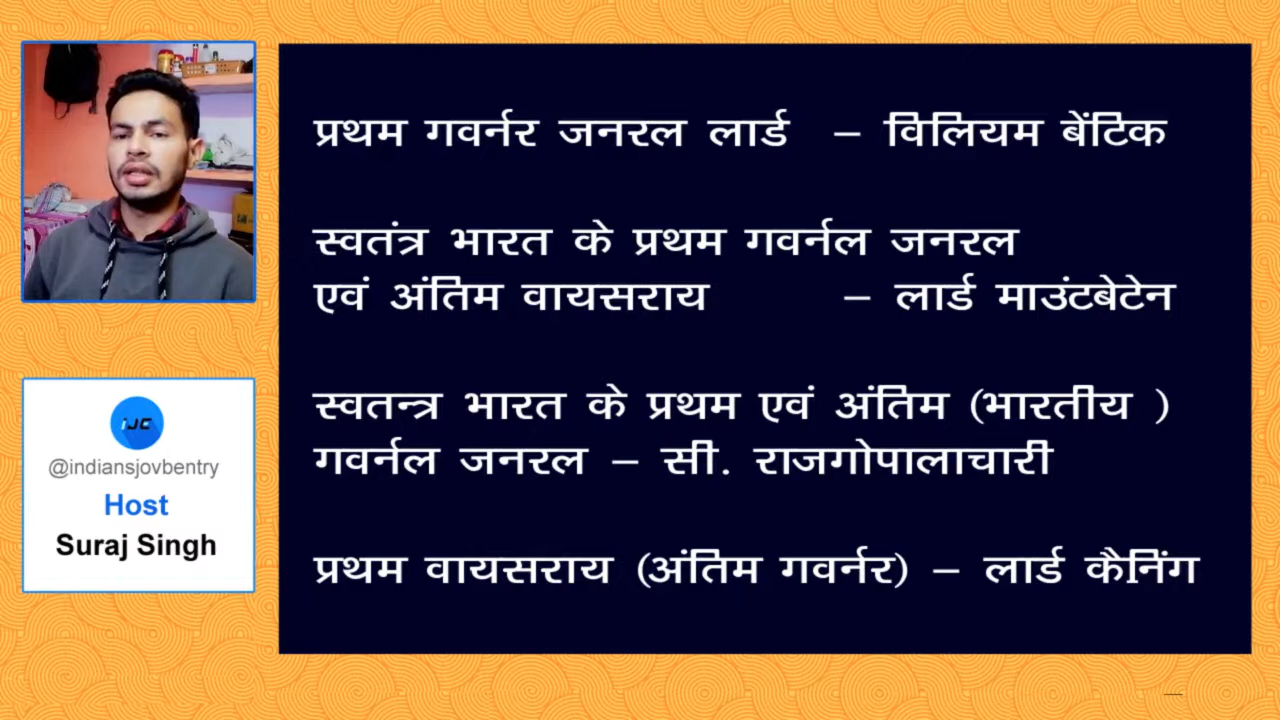 प्रथम गवर्नर जनरल लार्ड – विलियम बेंटिक
स्वतंत्र भारत के प्रथम गवर्नल जनरल
एवं अंतिम वायसराय – लार्ड माउंटबेटेन
स्वतन्त्र भारत के प्रथम एवं अंतिम (भारतीय )
गवर्नल जनरल – सी. राजगोपालाचारी
प्रथम वायसराय (अंतिम गवर्नर) – लार्ड कैनिंग
iJC
@indiansjovbentry
Host
Suraj Singh